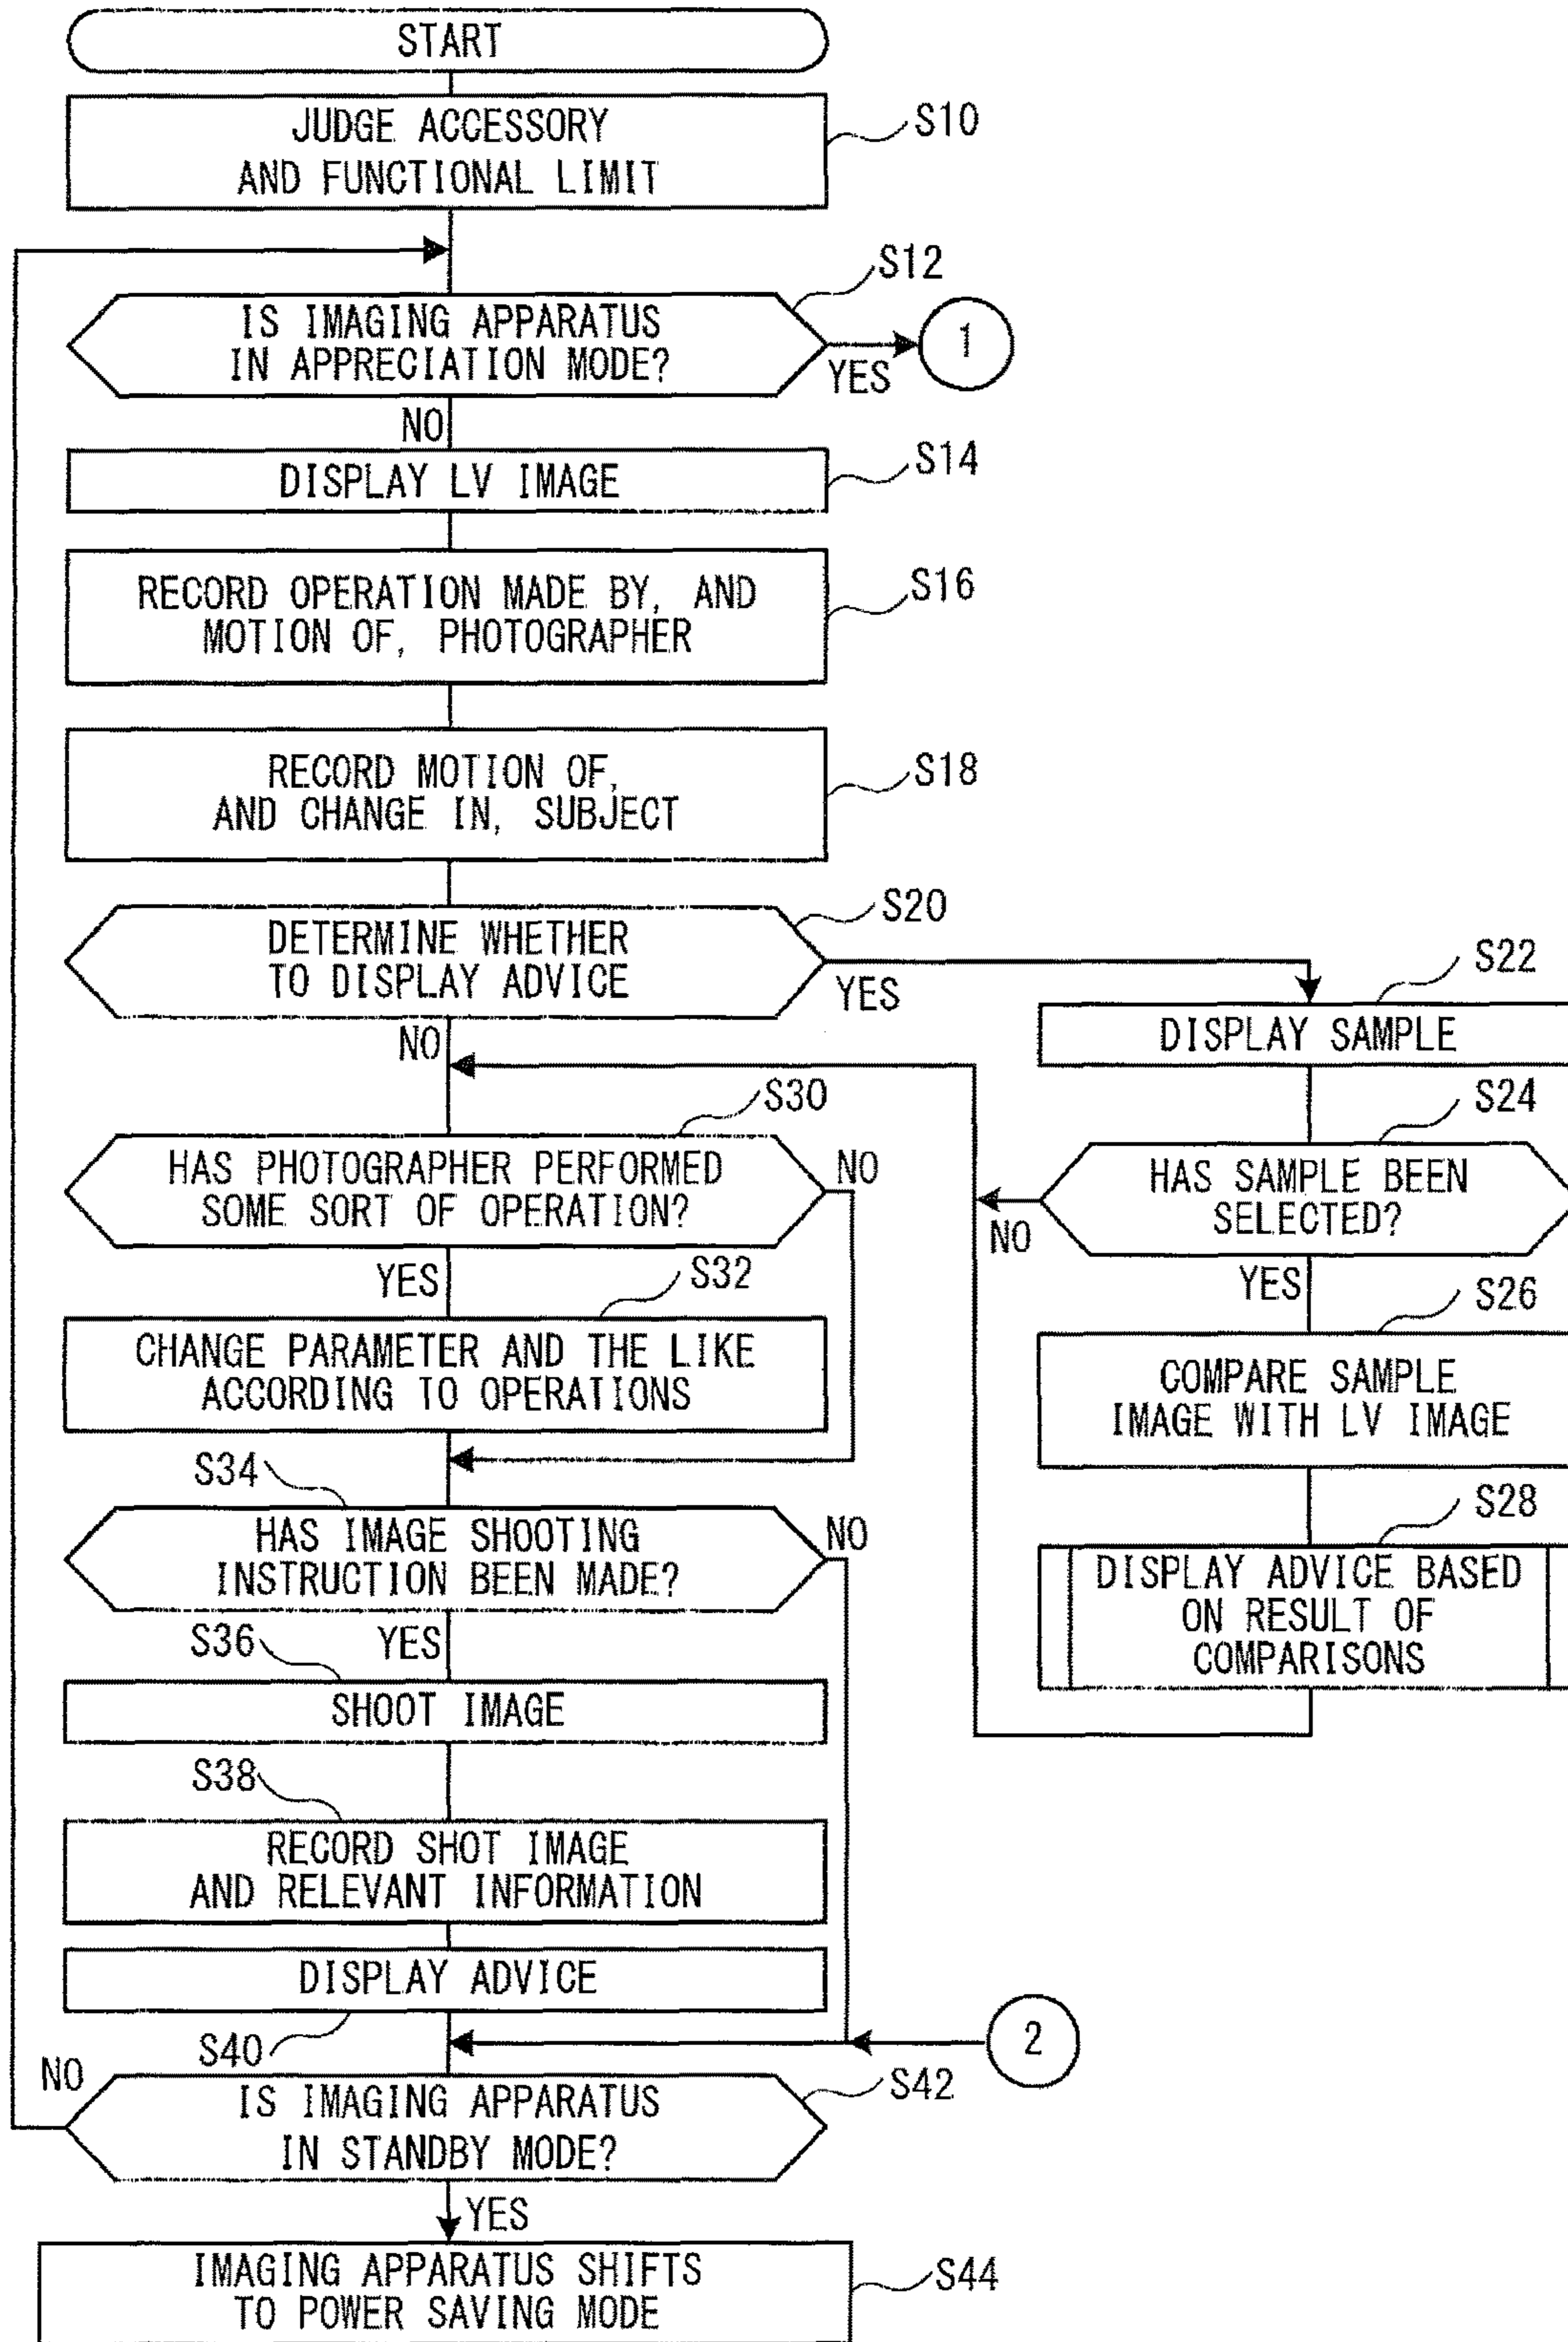 START
JUDGE ACCESSORY
AND FUNCTIONAL LIMIT
S10
S12
IS IMAGING APPARATUS
IN APPRECIATION MODE?
YES
1
NO
DISPLAY LV IMAGE
S14
RECORD OPERATION MADE BY, AND
MOTION OF, PHOTOGRAPHER
S16
RECORD MOTION OF,
AND CHANGE IN, SUBJECT
S18
S20
DETERMINE WHETHER
TO DISPLAY ADVICE
YES
NO
S22
DISPLAY SAMPLE
S24
HAS SAMPLE BEEN
SELECTED?
NO
YES
S26
COMPARE SAMPLE
IMAGE WITH LV IMAGE
S28
DISPLAY ADVICE BASED
ON RESULT OF
COMPARISONS
S30
HAS PHOTOGRAPHER PERFORMED
SOME SORT OF OPERATION?
NO
YES
S32
CHANGE PARAMETER AND THE LIKE
ACCORDING TO OPERATIONS
S34
HAS IMAGE SHOOTING
INSTRUCTION BEEN MADE?
NO
YES
S36
SHOOT IMAGE
S38
RECORD SHOT IMAGE
AND RELEVANT INFORMATION
DISPLAY ADVICE
S40
2
NO
S42
IS IMAGING APPARATUS
IN STANDBY MODE?
YES
IMAGING APPARATUS SHIFTS
TO POWER SAVING MODE
S44